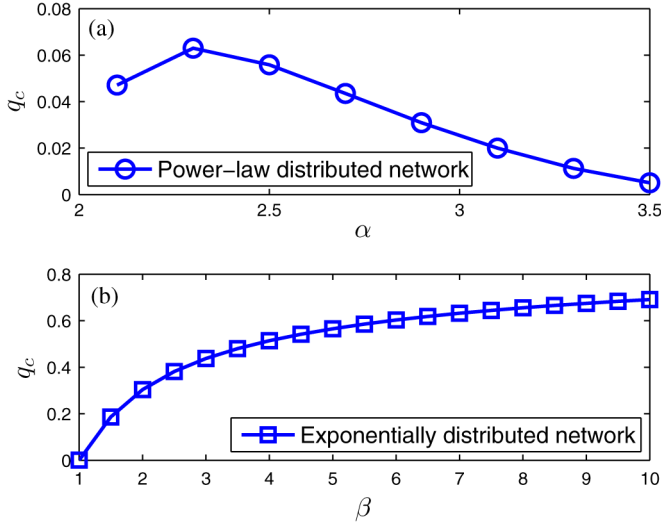 (a)
0.08
0.06
0.04
0.02
0
q_c
Power-law distributed network
2 2.5 3 3.5
α
(b)
0.8
0.6
0.4
0.2
0
q_c
Exponentially distributed network
1 2 3 4 5 6 7 8 9 10
β